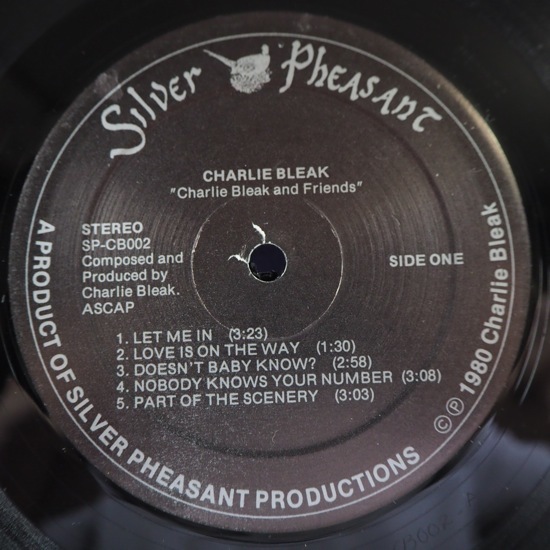 Silver Pheasant
CHARLIE BLEAK
"Charlie Bleak and Friends"
STEREO
SP-CB002
Composed and
Produced by
Charlie Bleak.
ASCAP
SIDE ONE
1. LET ME IN (3:23)
2. LOVE IS ON THE WAY (1:30)
3. DOESN'T BABY KNOW? (2:58)
4. NOBODY KNOWS YOUR NUMBER (3:08)
5. PART OF THE SCENERY (3:03)
A PRODUCT OF SILVER PHEASANT PRODUCTIONS
© ℗ 1980 Charlie Bleak